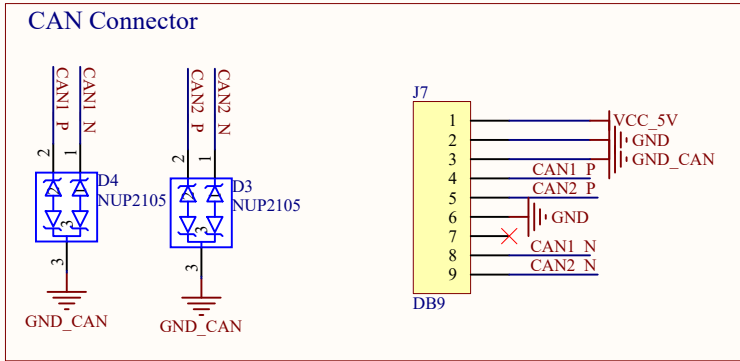 CAN Connector
CAN1_P
CAN1_N
CAN2_P
CAN2_N
2
1
D4
NUP2105
3
3
GND_CAN
2
1
D3
NUP2105
3
3
GND_CAN
J7
1
VCC_5V
2
GND
3
GND_CAN
4
CAN1_P
5
CAN2_P
6
GND
7
8
CAN1_N
9
CAN2_N
DB9